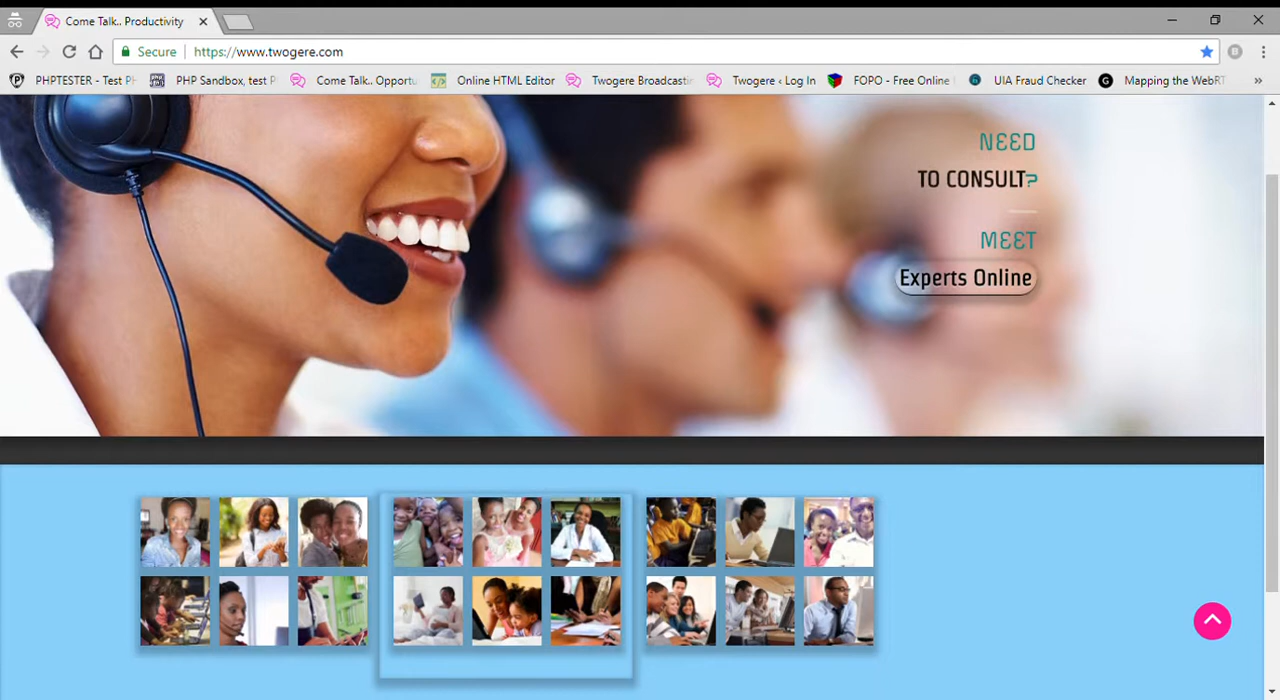 Come Talk.. Productivity
Secure https://www.twogere.com
PHPTESTER - Test PH PHP Sandbox, test P Come Talk.. Opportu Online HTML Editor Twogere Broadcastin Twogere ‹ Log In FOPO - Free Online UIA Fraud Checker Mapping the WebRT »
NEED
TO CONSULT?
MEET
Experts Online